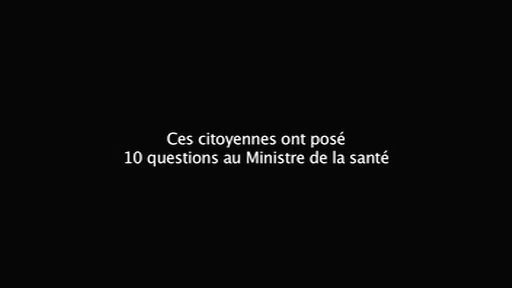 Ces citoyennes ont posé
10 questions au Ministre de la santé